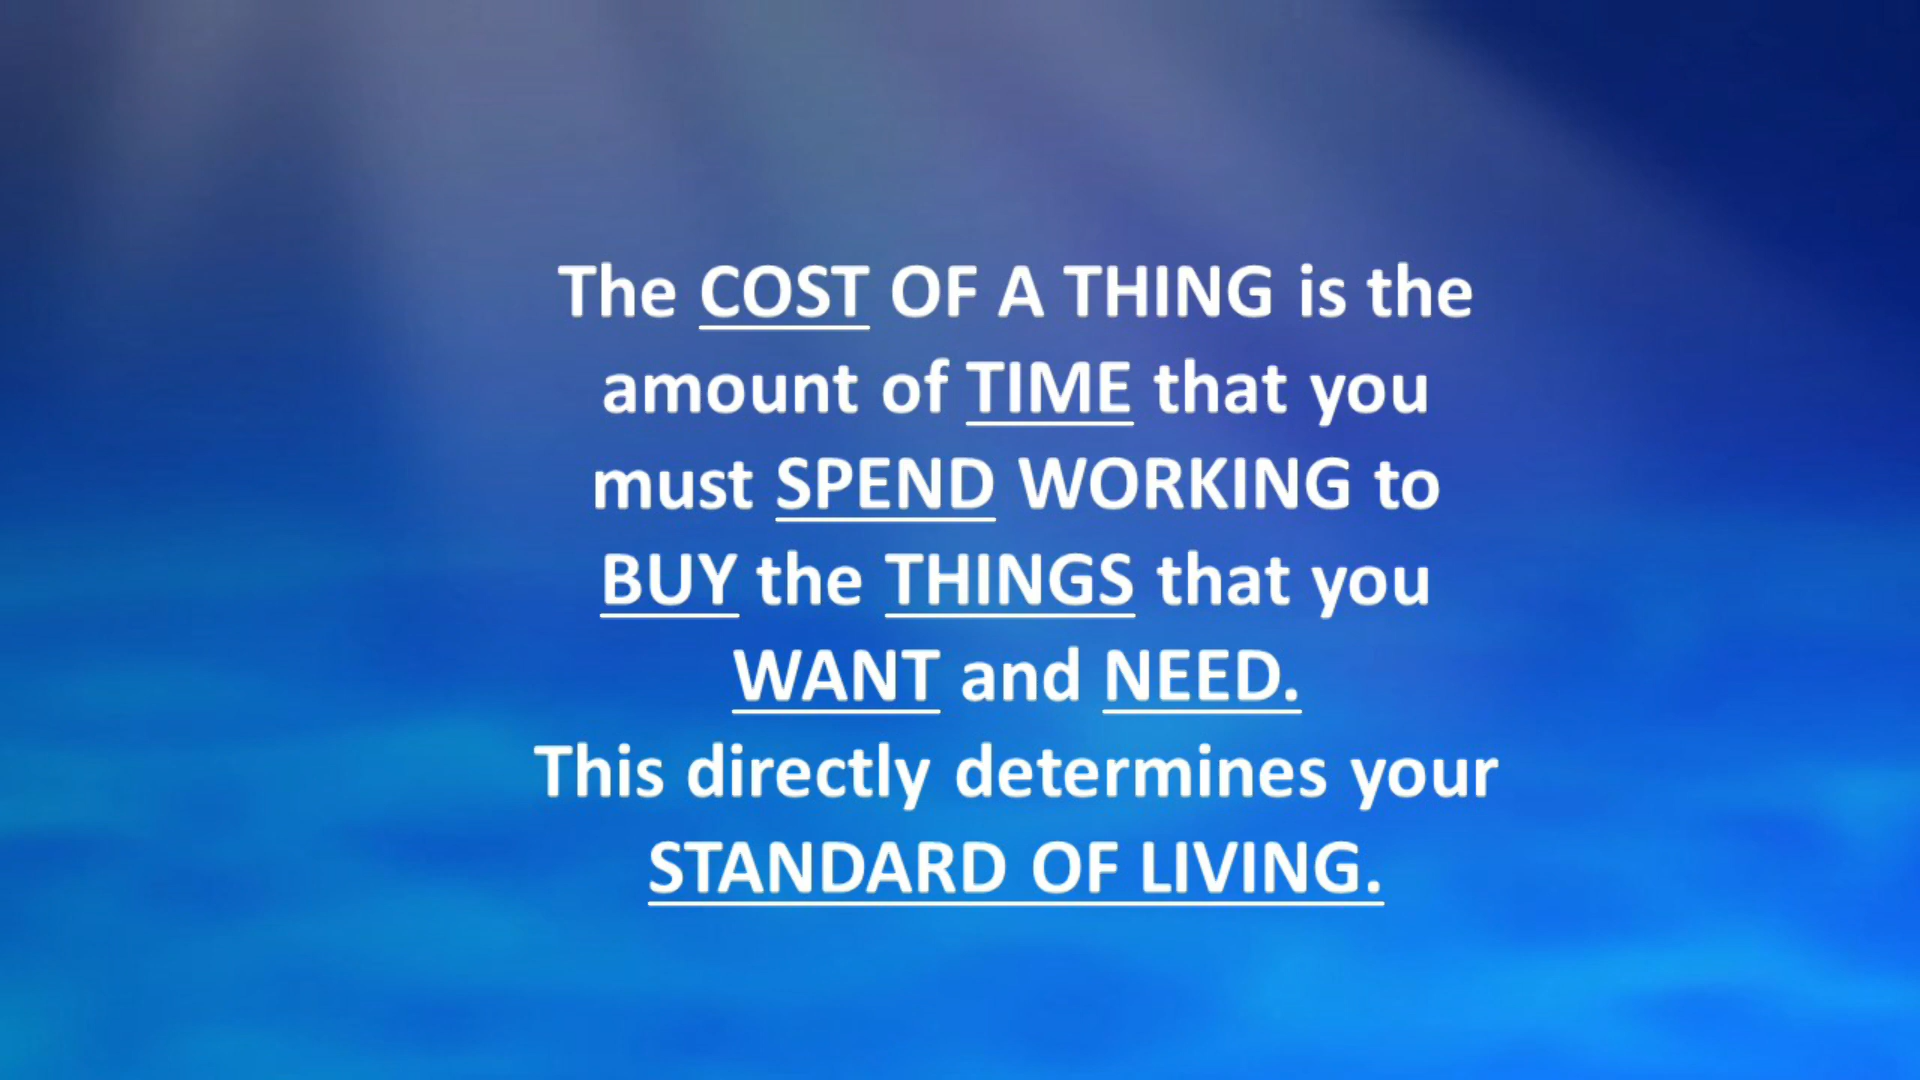 The COST OF A THING is the
amount of TIME that you
must SPEND WORKING to
BUY the THINGS that you
WANT and NEED.
This directly determines your
STANDARD OF LIVING.